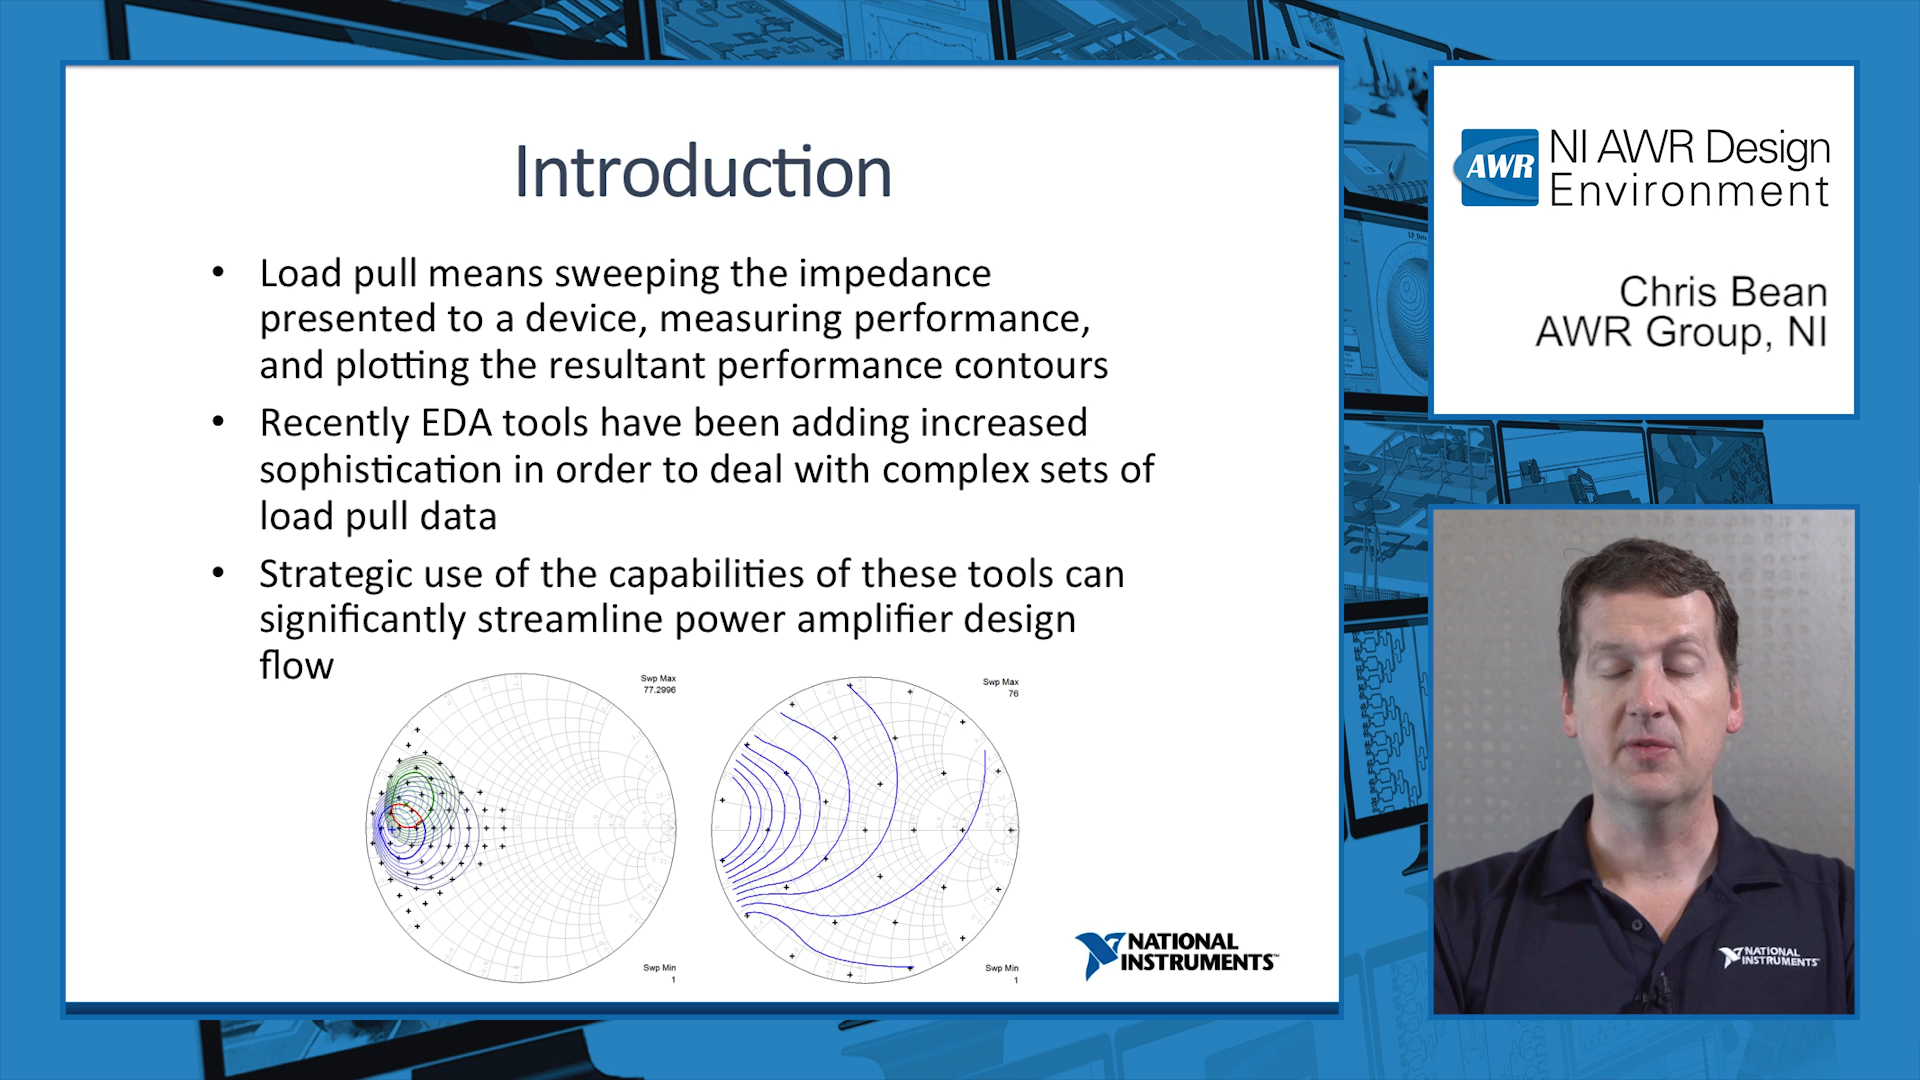 Introduction
• Load pull means sweeping the impedance
presented to a device, measuring performance,
and plotting the resultant performance contours
• Recently EDA tools have been adding increased
sophistication in order to deal with complex sets of
load pull data
• Strategic use of the capabilities of these tools can
significantly streamline power amplifier design
flow
Swp Max
77.2996
Swp Min
1
Swp Max
76
Swp Min
1
NATIONAL
INSTRUMENTS™
AWR
NI AWR Design
Environment
Chris Bean
AWR Group, NI
NATIONAL
INSTRUMENTS